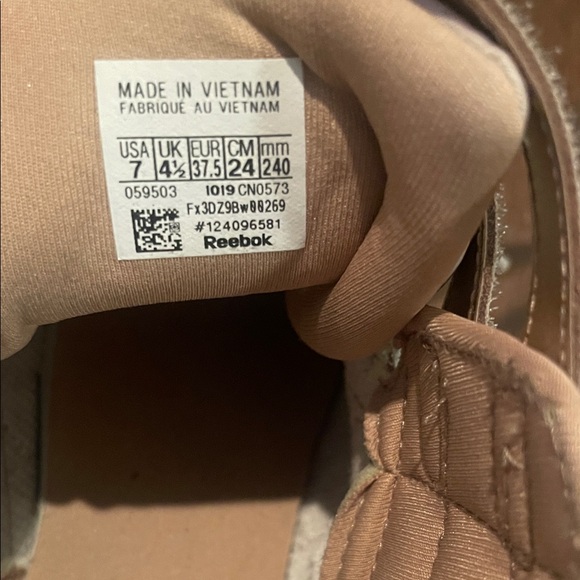 MADE IN VIETNAM
FABRIQUÉ AU VIETNAM
USA UK EUR CM mm
7 4½ 37.5 24 240
059503 1019 CN0573
Fx3DZ9Bw00269
#124096581
Reebok